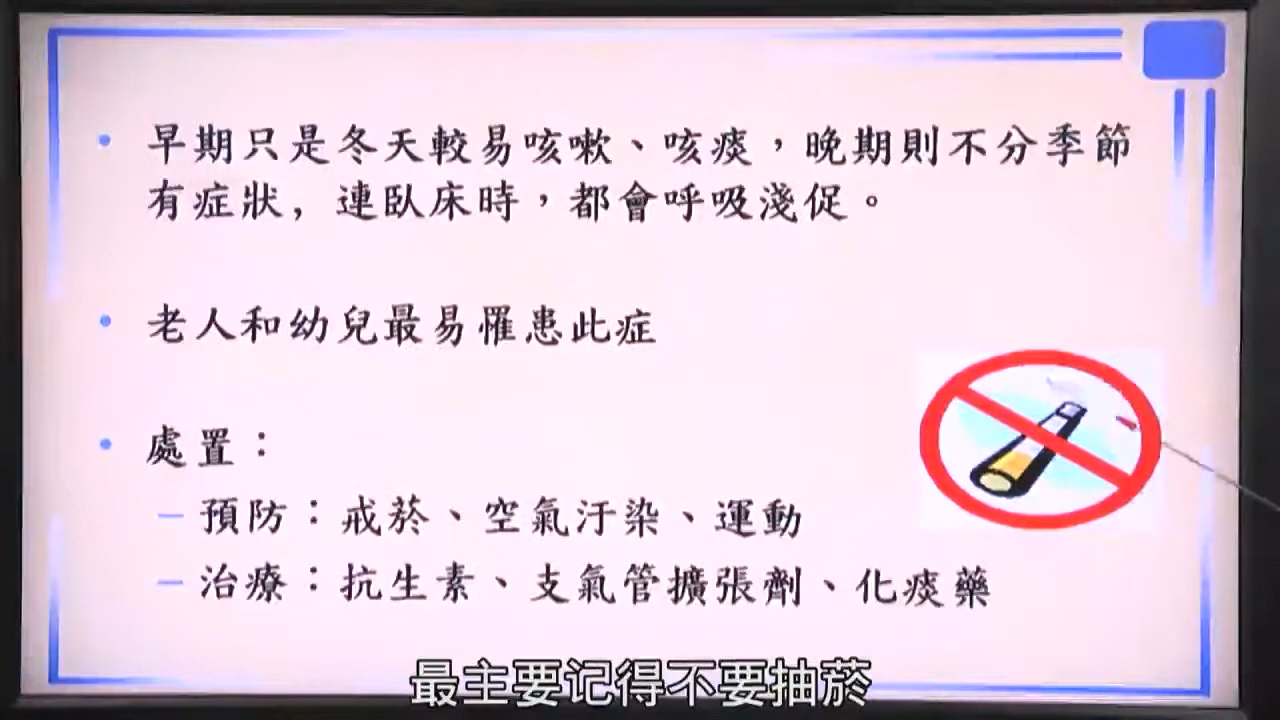 • 早期只是冬天較易咳嗽、咳痰，晚期則不分季節
有症狀，連臥床時，都會呼吸淺促。
• 老人和幼兒最易罹患此症
• 處置：
– 預防：戒菸、空氣汙染、運動
– 治療：抗生素、支氣管擴張劑、化痰藥
最主要记得不要抽菸